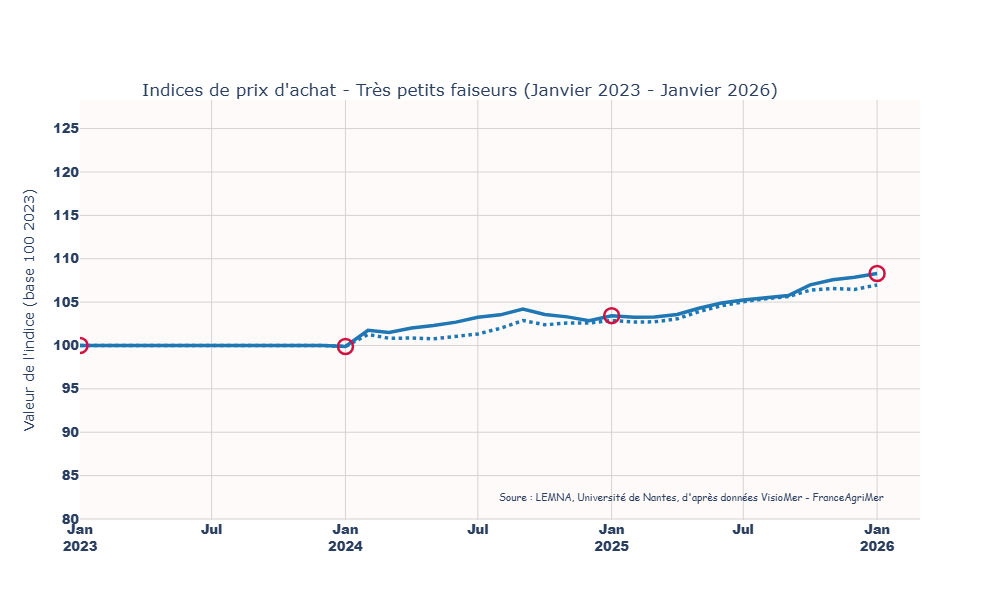 Indices de prix d'achat - Très petits faiseurs (Janvier 2023 - Janvier 2026)
Valeur de l'indice (base 100 2023)
125
120
115
110
105
100
95
90
85
80
Soure : LEMNA, Université de Nantes, d'après données VisioMer - FranceAgriMer
Jan Jul Jan Jul Jan Jul Jan
2023 2024 2025 2026